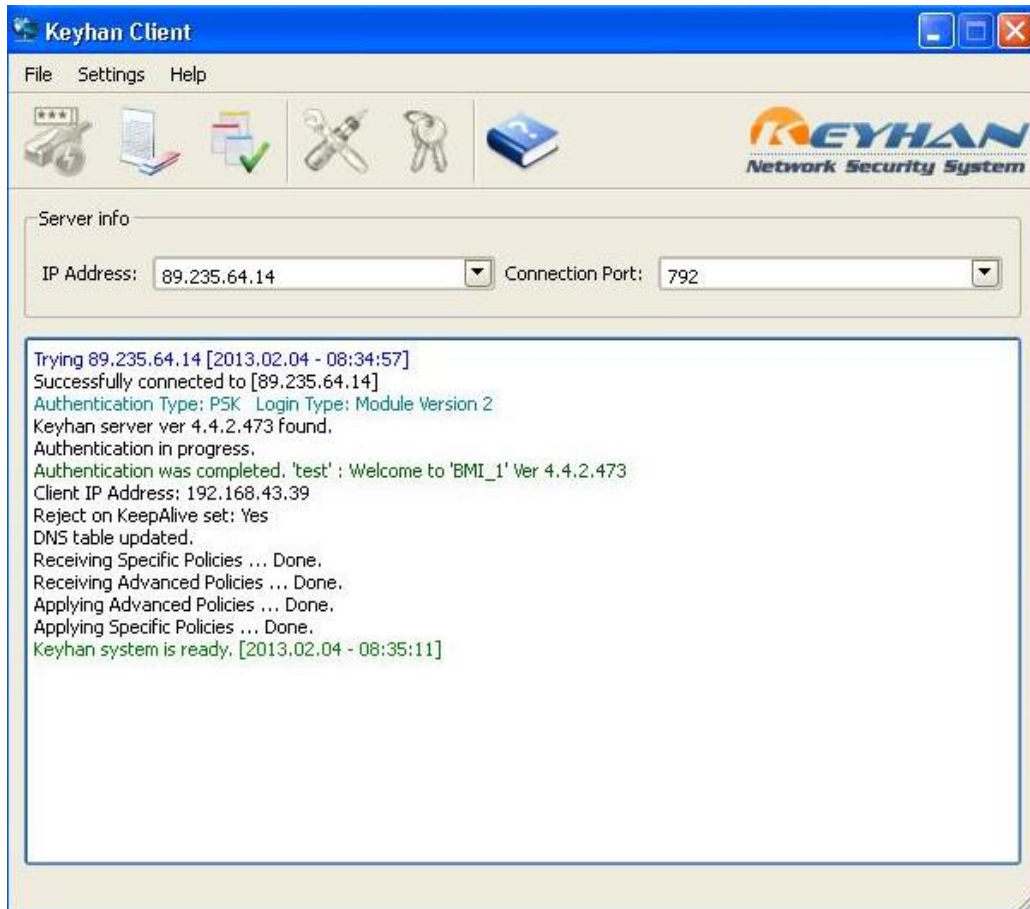 Keyhan Client
File Settings Help
KEYHAN
Network Security System
Server info
IP Address: 89.235.64.14 Connection Port: 792
Trying 89.235.64.14 [2013.02.04 - 08:34:57]
Successfully connected to [89.235.64.14]
Authentication Type: PSK Login Type: Module Version 2
Keyhan server ver 4.4.2.473 found.
Authentication in progress.
Authentication was completed. 'test' : Welcome to 'BMI_1' Ver 4.4.2.473
Client IP Address: 192.168.43.39
Reject on KeepAlive set: Yes
DNS table updated.
Receiving Specific Policies ... Done.
Receiving Advanced Policies ... Done.
Applying Advanced Policies ... Done.
Applying Specific Policies ... Done.
Keyhan system is ready. [2013.02.04 - 08:35:11]